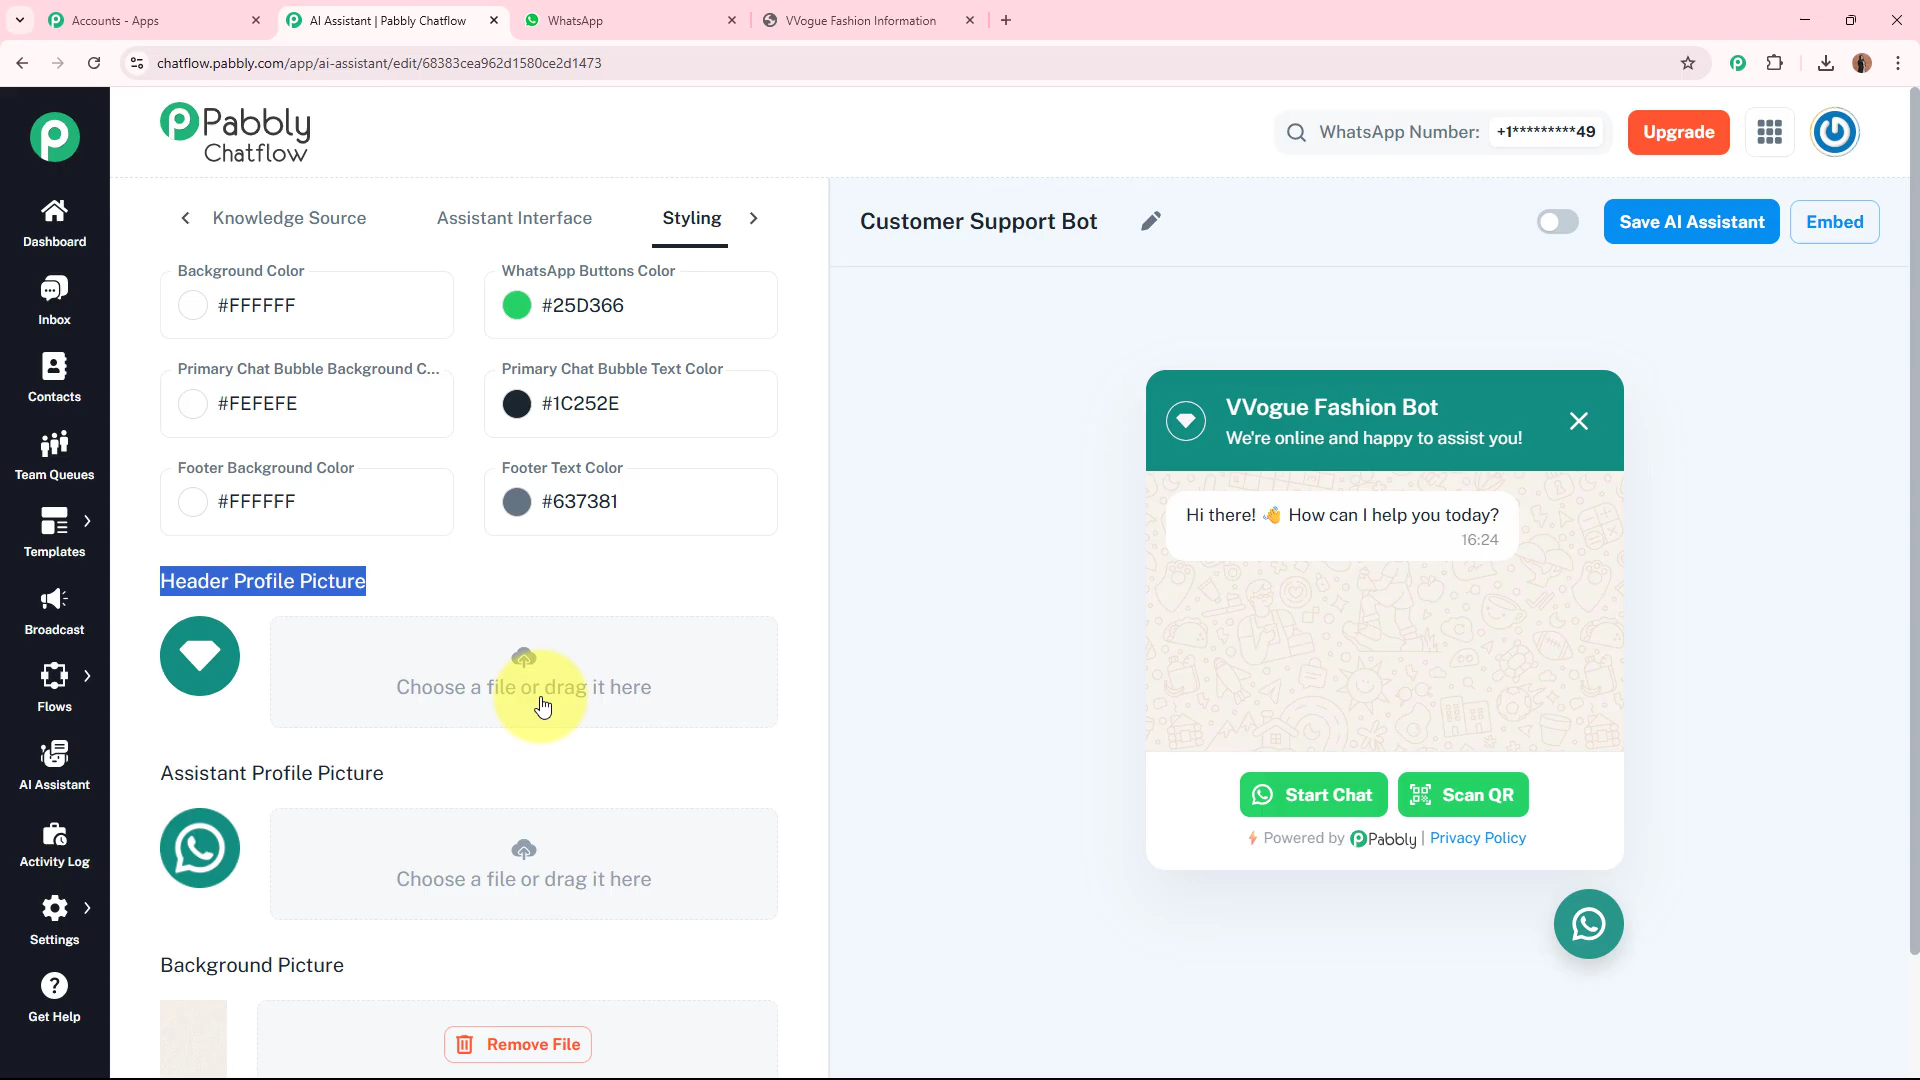 Accounts - Apps
AI Assistant | Pabbly Chatflow
WhatsApp
VVogue Fashion Information
chatflow.pabbly.com/app/ai-assistant/edit/68383cea962d1580ce2d1473
Pabbly
Chatflow
WhatsApp Number: +1*********49
Upgrade
Dashboard
Inbox
Contacts
Team Queues
Templates
Broadcast
Flows
AI Assistant
Activity Log
Settings
Get Help
Knowledge Source
Assistant Interface
Styling
Background Color
#FFFFFF
WhatsApp Buttons Color
#25D366
Primary Chat Bubble Background C...
#FEFEFE
Primary Chat Bubble Text Color
#1C252E
Footer Background Color
#FFFFFF
Footer Text Color
#637381
Header Profile Picture
Choose a file or drag it here
Assistant Profile Picture
Choose a file or drag it here
Background Picture
Remove File
Customer Support Bot
Save AI Assistant
Embed
VVogue Fashion Bot
We're online and happy to assist you!
Hi there! 👋 How can I help you today?
16:24
Start Chat
Scan QR
Powered by Pabbly | Privacy Policy